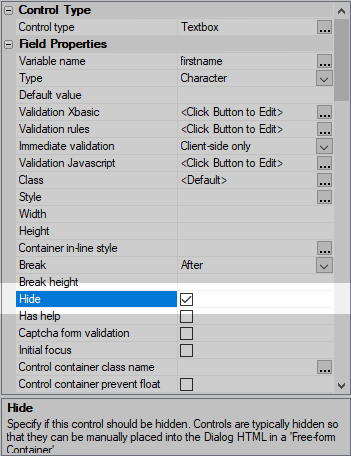 Control Type
Control type Textbox ...
Field Properties
Variable name firstname ...
Type Character
Default value
Validation Xbasic <Click Button to Edit> ...
Validation rules <Click Button to Edit> ...
Immediate validation Client-side only
Validation Javascript <Click Button to Edit> ...
Class <Default> ...
Style ...
Width
Height
Container in-line style ...
Break After
Break height
Hide
Has help
Captcha form validation
Initial focus
Control container class name ...
Control container prevent float
Hide
Specify if this control should be hidden. Controls are typically hidden so
that they can be manually placed into the Dialog HTML in a 'Free-form
Container'